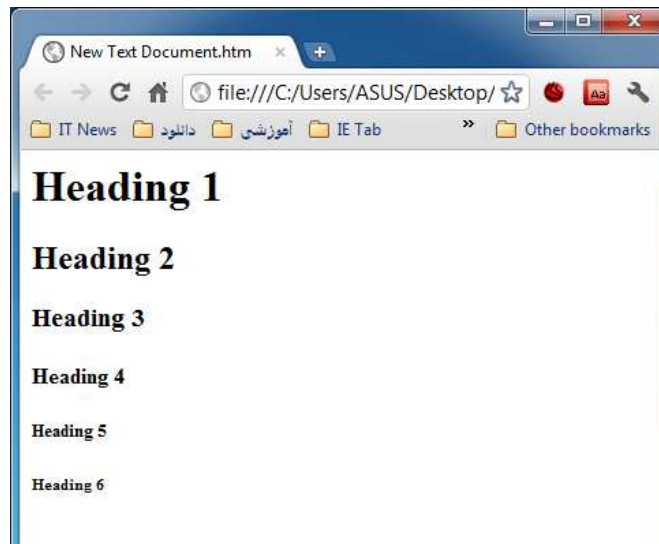 New Text Document.htm
file:///C:/Users/ASUS/Desktop/
IT News دانلود آموزشی IE Tab » Other bookmarks
Heading 1
Heading 2
Heading 3
Heading 4
Heading 5
Heading 6